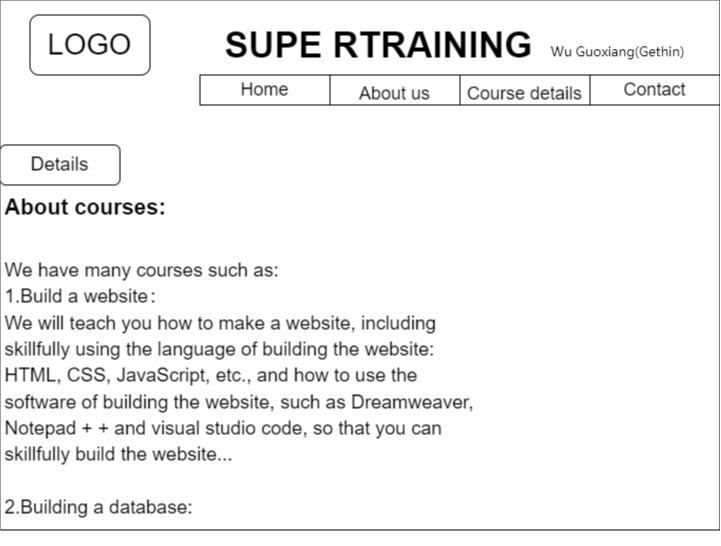 LOGO
SUPE RTRAINING
Wu Guoxiang(Gethin)
Home
About us
Course details
Contact
Details
About courses:
We have many courses such as:
1.Build a website：
We will teach you how to make a website, including
skillfully using the language of building the website:
HTML, CSS, JavaScript, etc., and how to use the
software of building the website, such as Dreamweaver,
Notepad + + and visual studio code, so that you can
skillfully build the website...
2.Building a database: